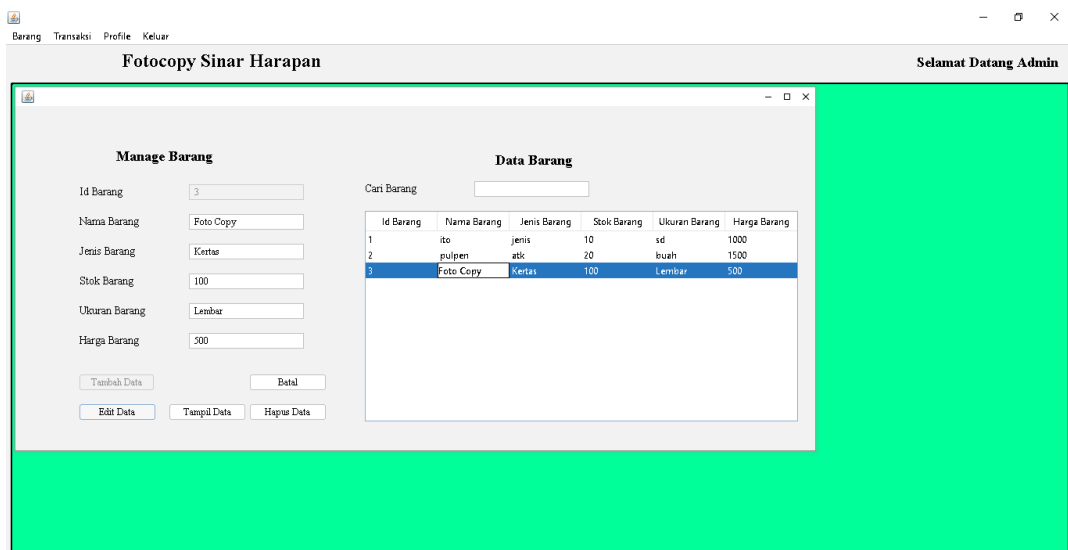 Barang Transaksi Profile Keluar
Fotocopy Sinar Harapan
Selamat Datang Admin
Manage Barang
Id Barang 3
Nama Barang Foto Copy
Jenis Barang Kertas
Stok Barang 100
Ukuran Barang Lembar
Harga Barang 500
Tambah Data Batal
Edit Data Tampil Data Hapus Data
Data Barang
Cari Barang
Id Barang Nama Barang Jenis Barang Stok Barang Ukuran Barang Harga Barang
1 ito jenis 10 sd 1000
2 pulpen atk 20 buah 1500
3 Foto Copy Kertas 100 Lembar 500